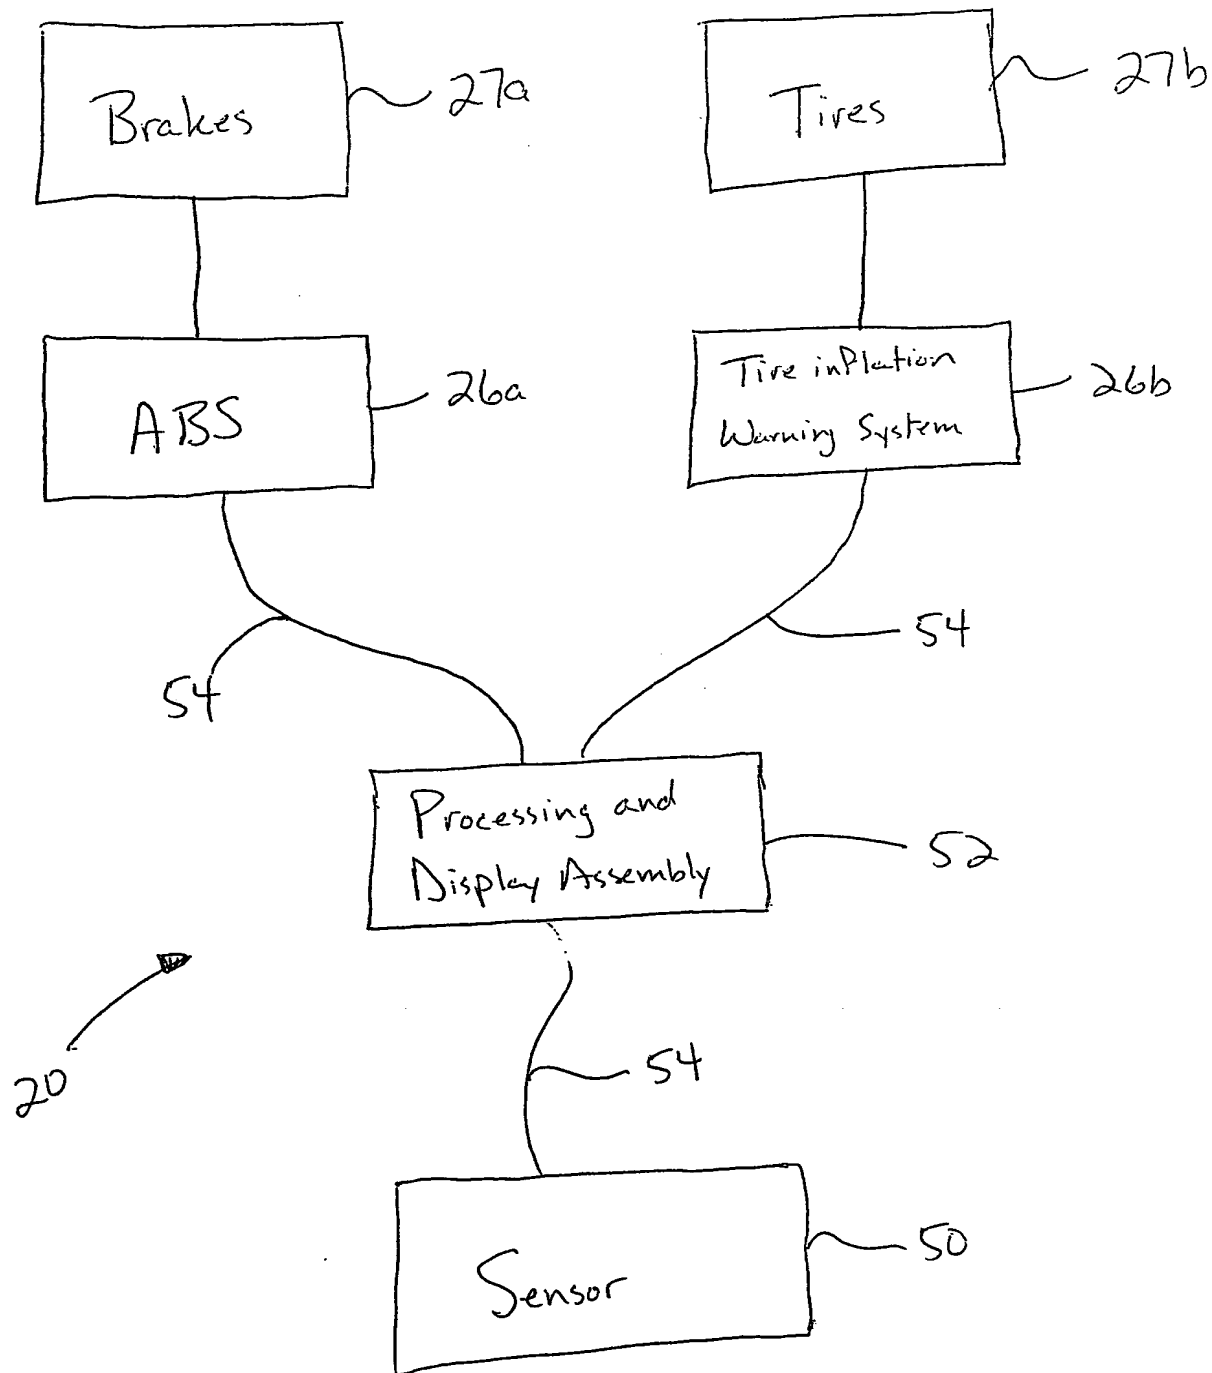 Brakes
27a
Tires
27b
ABS
26a
Tire inflation
Warning System
26b
54
54
Processing and
Display Assembly
52
20
54
Sensor
50